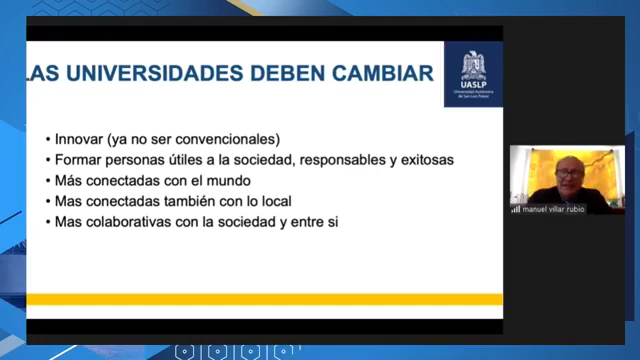 LAS UNIVERSIDADES DEBEN CAMBIAR
UASLP
Universidad Autónoma
de San Luis Potosí
• Innovar (ya no ser convencionales)
• Formar personas útiles a la sociedad, responsables y exitosas
• Más conectadas con el mundo
• Mas conectadas también con lo local
• Mas colaborativas con la sociedad y entre si
manuel villar rubio